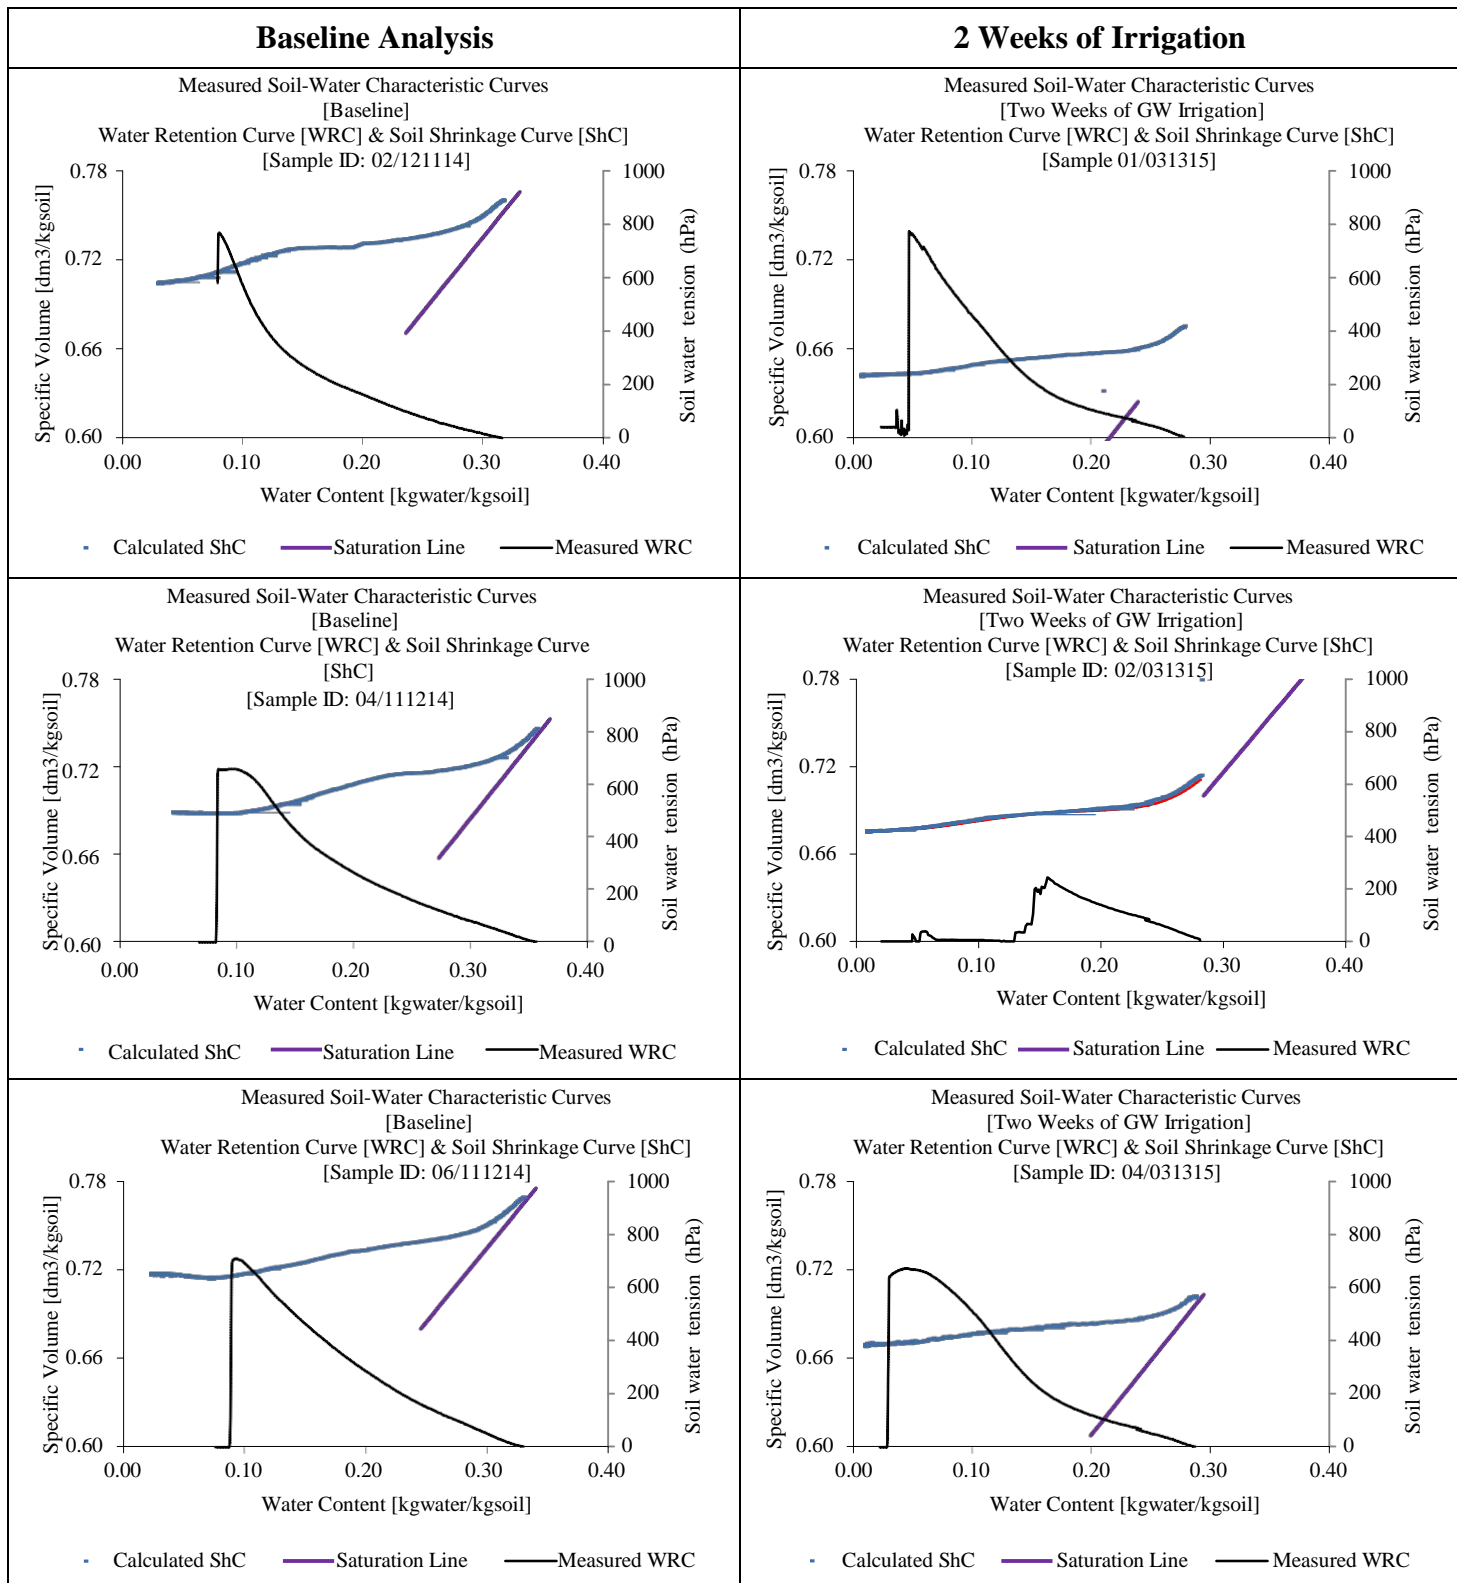 Baseline Analysis
2 Weeks of Irrigation
Measured Soil-Water Characteristic Curves
[Baseline]
Water Retention Curve [WRC] & Soil Shrinkage Curve [ShC]
[Sample ID: 02/121114]
0.78
0.72
0.66
0.60
1000
800
600
400
200
0
0.00 0.10 0.20 0.30 0.40
Specific Volume [dm3/kgsoil]
Soil water tension (hPa)
Water Content [kgwater/kgsoil]
Calculated ShC Saturation Line Measured WRC
Measured Soil-Water Characteristic Curves
[Two Weeks of GW Irrigation]
Water Retention Curve [WRC] & Soil Shrinkage Curve [ShC]
[Sample 01/031315]
0.78
0.72
0.66
0.60
1000
800
600
400
200
0
0.00 0.10 0.20 0.30 0.40
Specific Volume [dm3/kgsoil]
Soil water tension (hPa)
Water Content [kgwater/kgsoil]
Calculated ShC Saturation Line Measured WRC
Measured Soil-Water Characteristic Curves
[Baseline]
Water Retention Curve [WRC] & Soil Shrinkage Curve
[ShC]
[Sample ID: 04/111214]
0.78
0.72
0.66
0.60
1000
800
600
400
200
0
0.00 0.10 0.20 0.30 0.40
Specific Volume [dm3/kgsoil]
Soil water tension (hPa)
Water Content [kgwater/kgsoil]
Calculated ShC Saturation Line Measured WRC
Measured Soil-Water Characteristic Curves
[Two Weeks of GW Irrigation]
Water Retention Curve [WRC] & Soil Shrinkage Curve [ShC]
[Sample ID: 02/031315]
0.78
0.72
0.66
0.60
1000
800
600
400
200
0
0.00 0.10 0.20 0.30 0.40
Specific Volume [dm3/kgsoil]
Soil water tension (hPa)
Water Content [kgwater/kgsoil]
Calculated ShC Saturation Line Measured WRC
Measured Soil-Water Characteristic Curves
[Baseline]
Water Retention Curve [WRC] & Soil Shrinkage Curve [ShC]
[Sample ID: 06/111214]
0.78
0.72
0.66
0.60
1000
800
600
400
200
0
0.00 0.10 0.20 0.30 0.40
Specific Volume [dm3/kgsoil]
Soil water tension (hPa)
Water Content [kgwater/kgsoil]
Calculated ShC Saturation Line Measured WRC
Measured Soil-Water Characteristic Curves
[Two Weeks of GW Irrigation]
Water Retention Curve [WRC] & Soil Shrinkage Curve [ShC]
[Sample ID: 04/031315]
0.78
0.72
0.66
0.60
1000
800
600
400
200
0
0.00 0.10 0.20 0.30 0.40
Specific Volume [dm3/kgsoil]
Soil water tension (hPa)
Water Content [kgwater/kgsoil]
Calculated ShC Saturation Line Measured WRC